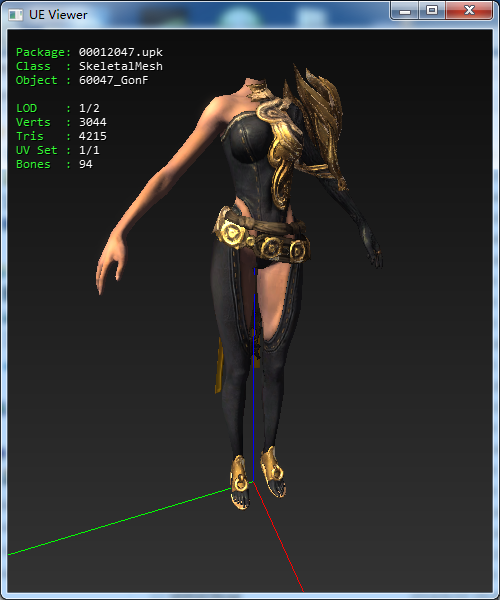 UE Viewer
Package: 00012047.upk
Class : SkeletalMesh
Object : 60047_GonF
LOD : 1/2
Verts : 3044
Tris : 4215
UV Set : 1/1
Bones : 94